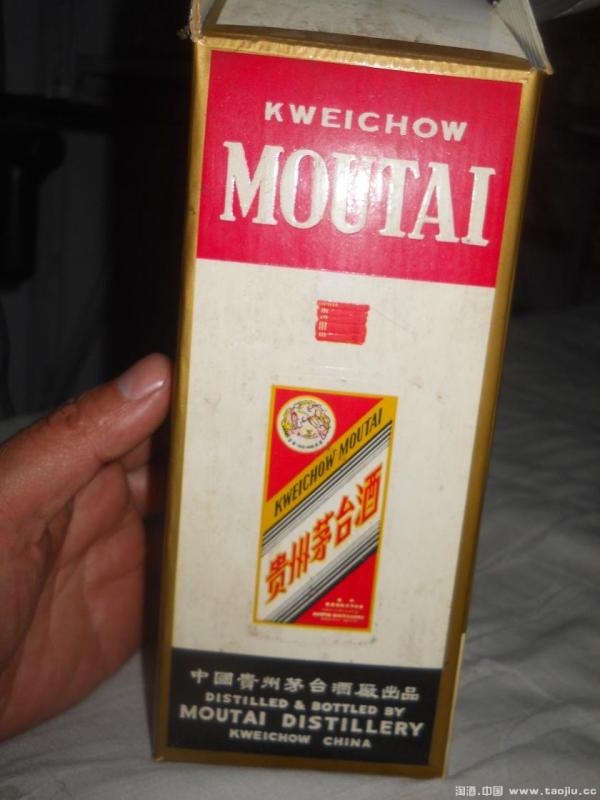 KWEICHOW
MOUTAI
KWEICHOW MOUTAI
贵州茅台酒
中國貴州茅台酒厰出品
DISTILLED & BOTTLED BY
MOUTAI DISTILLERY
KWEICHOW CHINA
淘酒.中国 www.taojiu.cc